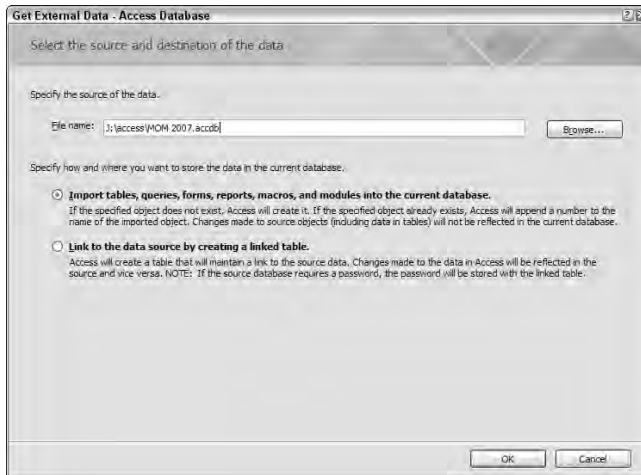 Get External Data - Access Database
Select the source and destination of the data
Specify the source of the data.
File name: J:\access\MOM 2007.accdb
Browse...
Specify how and where you want to store the data in the current database.
Import tables, queries, forms, reports, macros, and modules into the current database.
If the specified object does not exist, Access will create it. If the specified object already exists, Access will append a number to the
name of the imported object. Changes made to source objects (including data in tables) will not be reflected in the current database.
Link to the data source by creating a linked table.
Access will create a table that will maintain a link to the source data. Changes made to the data in Access will be reflected in the
source and vice versa. NOTE: If the source database requires a password, the password will be stored with the linked table.
OK
Cancel